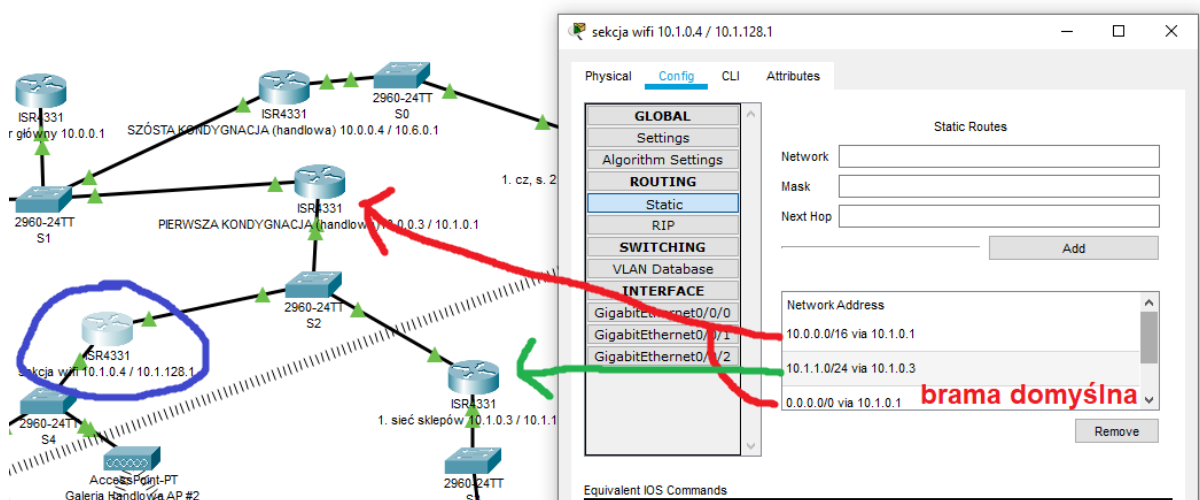 sekcja wifi 10.1.0.4 / 10.1.128.1
Physical Config CLI Attributes
GLOBAL
Settings
Algorithm Settings
ROUTING
Static
RIP
SWITCHING
VLAN Database
INTERFACE
GigabitEthernet0/0/0
GigabitEthernet0/0/1
GigabitEthernet0/0/2
Static Routes
Network
Mask
Next Hop
Add
Network Address
10.0.0.0/16 via 10.1.0.1
10.1.1.0/24 via 10.1.0.3
0.0.0.0/0 via 10.1.0.1
brama domyślna
Remove
Equivalent IOS Commands
ISR4331
r główny 10.0.0.1
ISR4331
SZÓSTA KONDYGNACJA (handlowa) 10.0.0.4 / 10.6.0.1
2960-24TT
S0
1. cz, s. 2
2960-24TT
S1
ISR4331
PIERWSZA KONDYGNACJA (handlowa) 10.0.0.3 / 10.1.0.1
2960-24TT
S2
ISR4331
sekcja wifi 10.1.0.4 / 10.1.128.1
2960-24TT
S4
AccessPoint-PT
Galeria Handlowa AP #2
ISR4331
1. sieć sklepów 10.1.0.3 / 10.1.1
2960-24TT